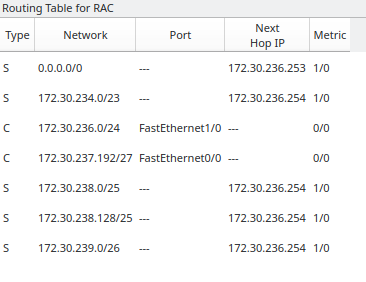 Routing Table for RAC
Type Network Port Next Hop IP Metric
S 0.0.0.0/0 --- 172.30.236.253 1/0
S 172.30.234.0/23 --- 172.30.236.254 1/0
C 172.30.236.0/24 FastEthernet1/0 --- 0/0
C 172.30.237.192/27 FastEthernet0/0 --- 0/0
S 172.30.238.0/25 --- 172.30.236.254 1/0
S 172.30.238.128/25 --- 172.30.236.254 1/0
S 172.30.239.0/26 --- 172.30.236.254 1/0